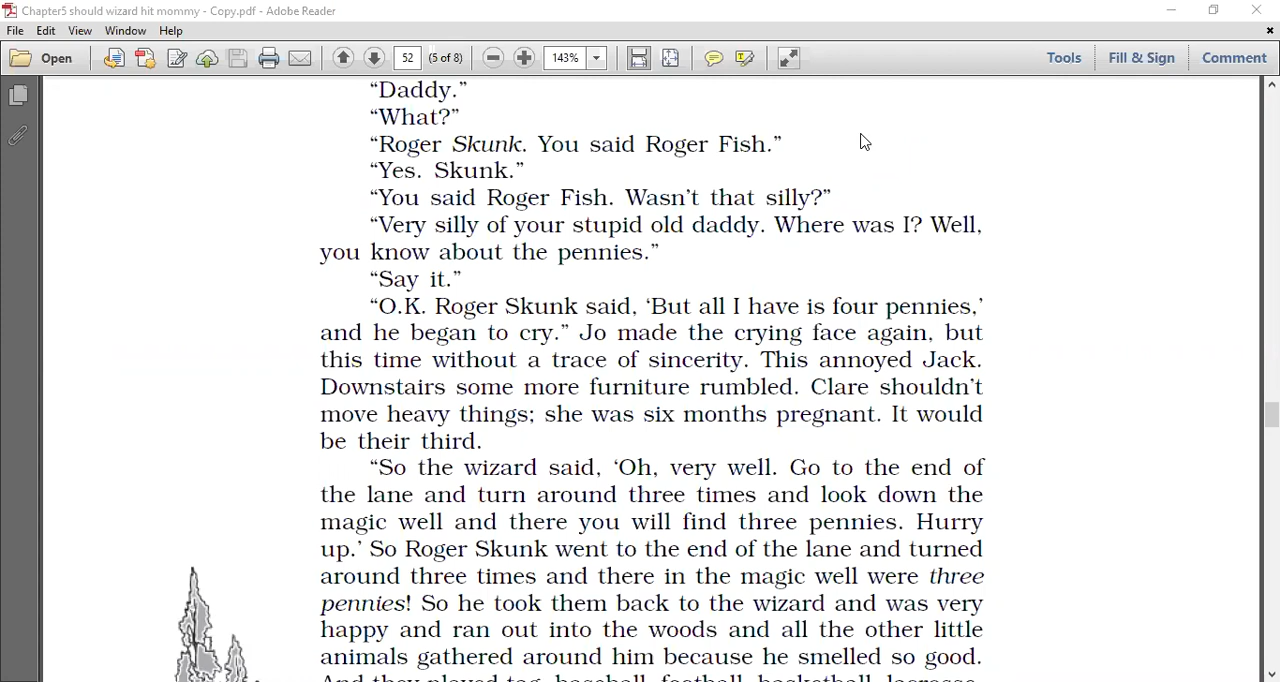 Chapter5 should wizard hit mommy - Copy.pdf - Adobe Reader
File Edit View Window Help
Open 52 (5 of 8) 143% Tools Fill & Sign Comment
“Daddy.”
“What?”
“Roger Skunk. You said Roger Fish.”
“Yes. Skunk.”
“You said Roger Fish. Wasn’t that silly?”
“Very silly of your stupid old daddy. Where was I? Well,
you know about the pennies.”
“Say it.”
“O.K. Roger Skunk said, ‘But all I have is four pennies,’
and he began to cry.” Jo made the crying face again, but
this time without a trace of sincerity. This annoyed Jack.
Downstairs some more furniture rumbled. Clare shouldn’t
move heavy things; she was six months pregnant. It would
be their third.
“So the wizard said, ‘Oh, very well. Go to the end of
the lane and turn around three times and look down the
magic well and there you will find three pennies. Hurry
up.’ So Roger Skunk went to the end of the lane and turned
around three times and there in the magic well were three
pennies! So he took them back to the wizard and was very
happy and ran out into the woods and all the other little
animals gathered around him because he smelled so good.
And they played tag, baseball, football, basketball, lacrosse,